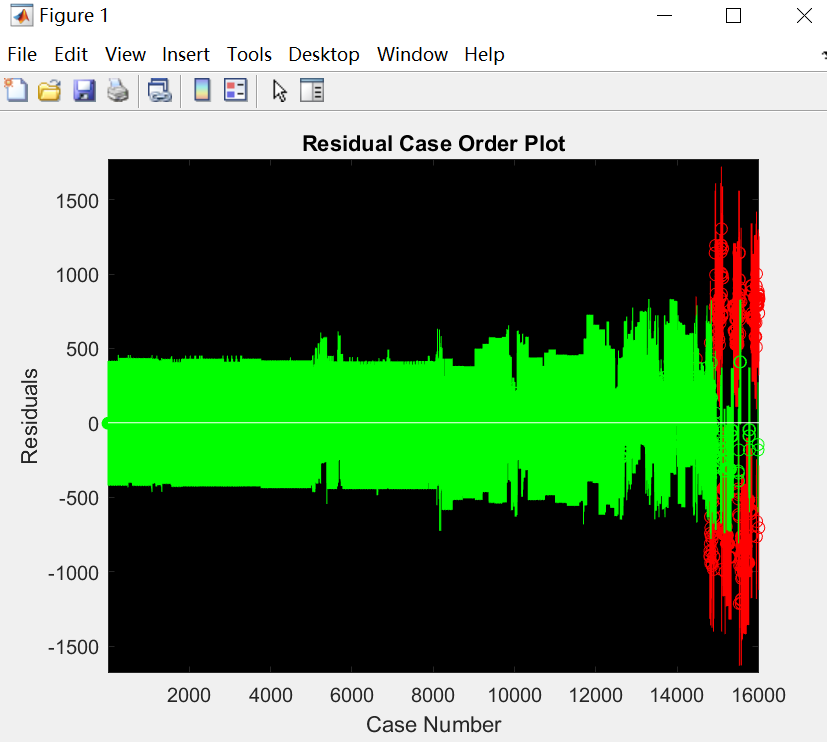 Figure 1
File Edit View Insert Tools Desktop Window Help
Residual Case Order Plot
1500
1000
500
0
-500
-1000
-1500
Residuals
2000 4000 6000 8000 10000 12000 14000 16000
Case Number